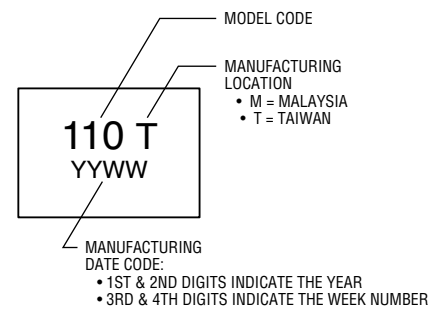 MODEL CODE
MANUFACTURING
LOCATION
• M = MALAYSIA
• T = TAIWAN
110 T
YYWW
MANUFACTURING
DATE CODE:
• 1ST & 2ND DIGITS INDICATE THE YEAR
• 3RD & 4TH DIGITS INDICATE THE WEEK NUMBER